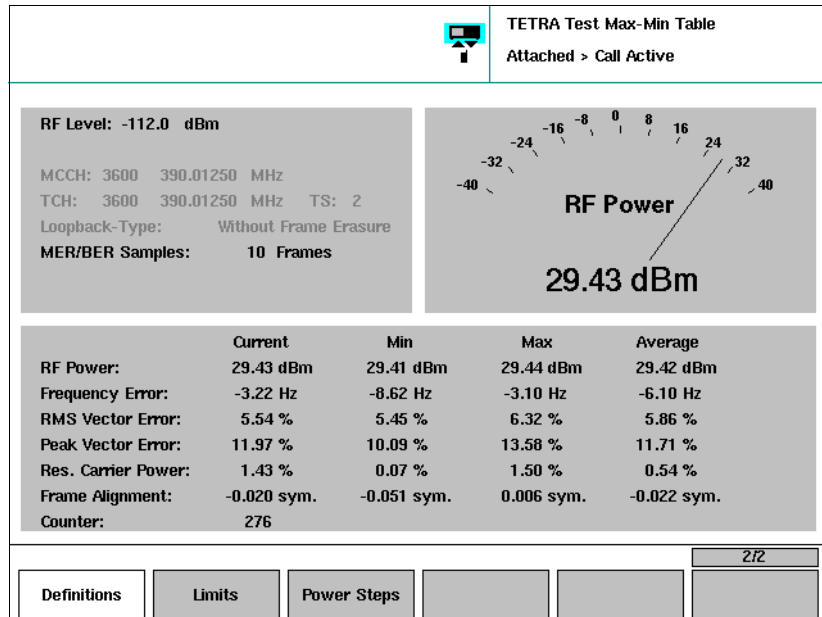 TETRA Test Max-Min Table
Attached > Call Active
RF Level: -112.0 dBm
MCCH: 3600 390.01250 MHz
TCH: 3600 390.01250 MHz TS: 2
Loopback-Type: Without Frame Erasure
MER/BER Samples: 10 Frames
-40 -32 -24 -16 -8 0 8 16 24 32 40
RF Power
29.43 dBm
Current Min Max Average
RF Power: 29.43 dBm 29.41 dBm 29.44 dBm 29.42 dBm
Frequency Error: -3.22 Hz -8.62 Hz -3.10 Hz -6.10 Hz
RMS Vector Error: 5.54 % 5.45 % 6.32 % 5.86 %
Peak Vector Error: 11.97 % 10.09 % 13.58 % 11.71 %
Res. Carrier Power: 1.43 % 0.07 % 1.50 % 0.54 %
Frame Alignment: -0.020 sym. -0.051 sym. 0.006 sym. -0.022 sym.
Counter: 276
2/2
Definitions Limits Power Steps